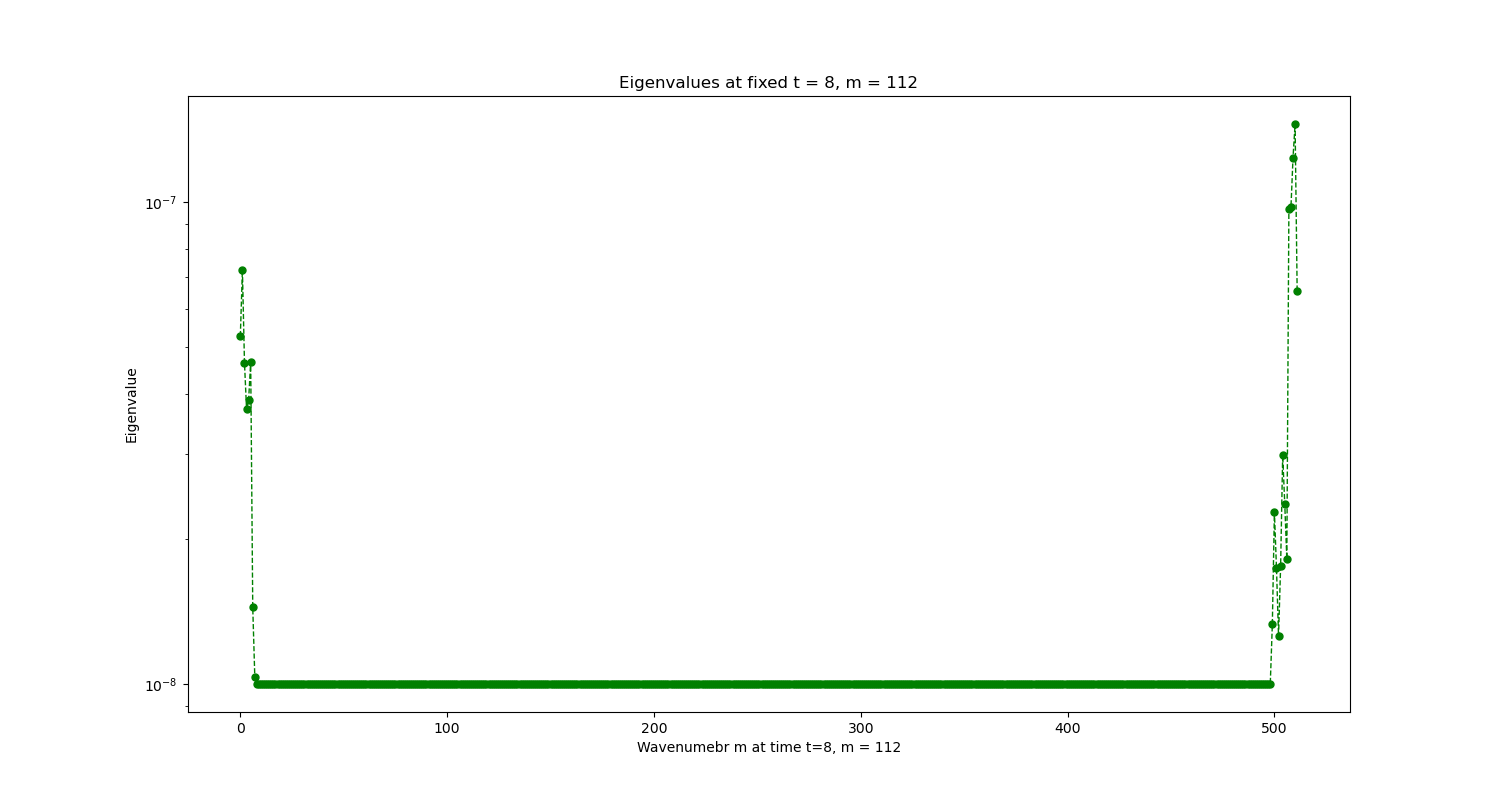 Eigenvalues at fixed t = 8, m = 112
10⁻⁷
10⁻⁸
Eigenvalue
0 100 200 300 400 500
Wavenumebr m at time t=8, m = 112